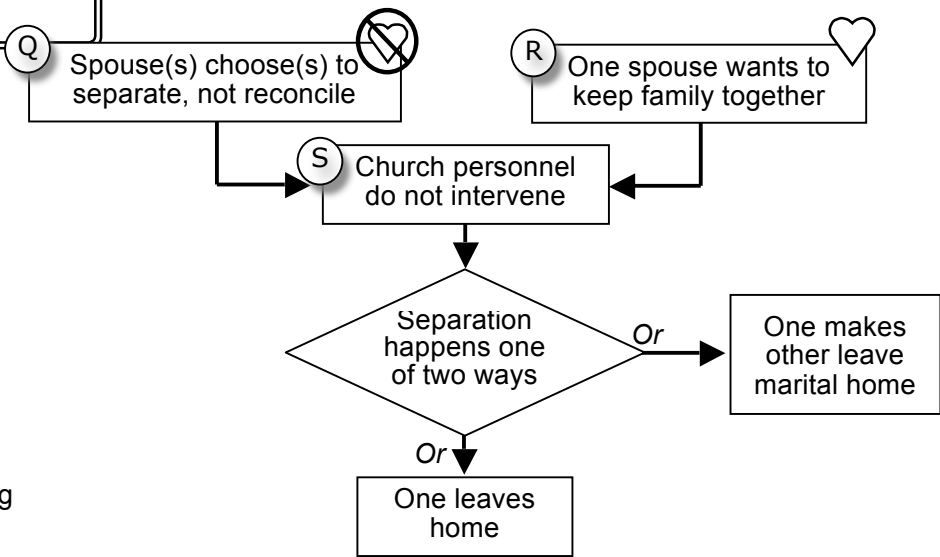 Q
Spouse(s) choose(s) to
separate, not reconcile
R
One spouse wants to
keep family together
S
Church personnel
do not intervene
Separation
happens one
of two ways
Or
One makes
other leave
marital home
Or
One leaves
home
g